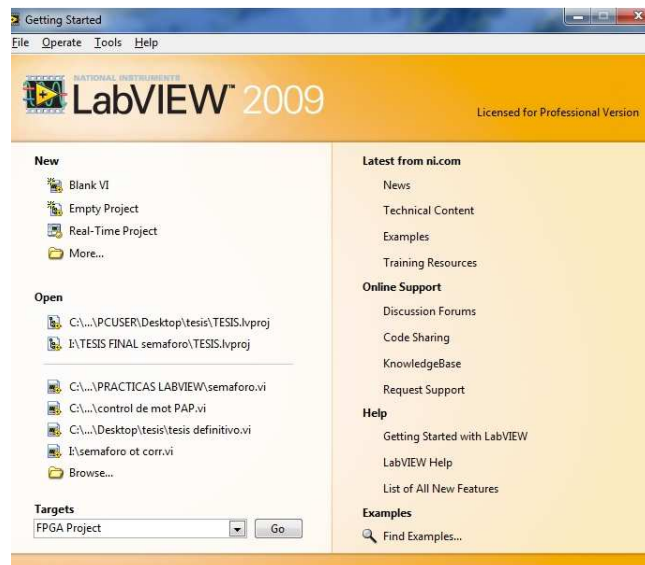 Getting Started
File Operate Tools Help
NATIONAL INSTRUMENTS
LabVIEW™ 2009
Licensed for Professional Version
New
Blank VI
Empty Project
Real-Time Project
More...
Open
C:\...\PCUSER\Desktop\tesis\TESIS.lvproj
I:\TESIS FINAL semaforo\TESIS.lvproj
C:\...\PRACTICAS LABVIEW\semaforo.vi
C:\...\control de mot PAP.vi
C:\...\Desktop\tesis\tesis definitivo.vi
I:\semaforo ot corr.vi
Browse...
Targets
FPGA Project
Go
Latest from ni.com
News
Technical Content
Examples
Training Resources
Online Support
Discussion Forums
Code Sharing
KnowledgeBase
Request Support
Help
Getting Started with LabVIEW
LabVIEW Help
List of All New Features
Examples
Find Examples...